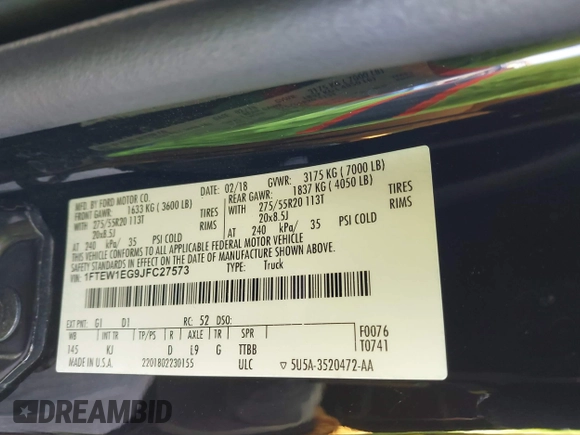 MFD. BY FORD MOTOR CO.
DATE: 02/18 GVWR: 3175 KG ( 7000 LB)
FRONT GAWR: 1633 KG ( 3600 LB) REAR GAWR: 1837 KG ( 4050 LB)
WITH 275/55R20 113T TIRES WITH 275/55R20 113T TIRES
20x8.5J RIMS 20x8.5J RIMS
AT 240 kPa/ 35 PSI COLD AT 240 kPa/ 35 PSI COLD
THIS VEHICLE CONFORMS TO ALL APPLICABLE FEDERAL MOTOR VEHICLE
SAFETY STANDARDS IN EFFECT ON THE DATE OF MANUFACTURE SHOWN ABOVE.
VIN: 1FTEW1EG9JFC27573 TYPE: Truck
EXT PNT: G1 D1 RC: 52 DSO: F0076
WB INT TR TP/PS R AXLE TR SPR T0741
145 KJ D L9 G TTBB
MADE IN U.S.A. 2201802230155 ULC ▽ 5U5A-3520472-AA
DREAMBID